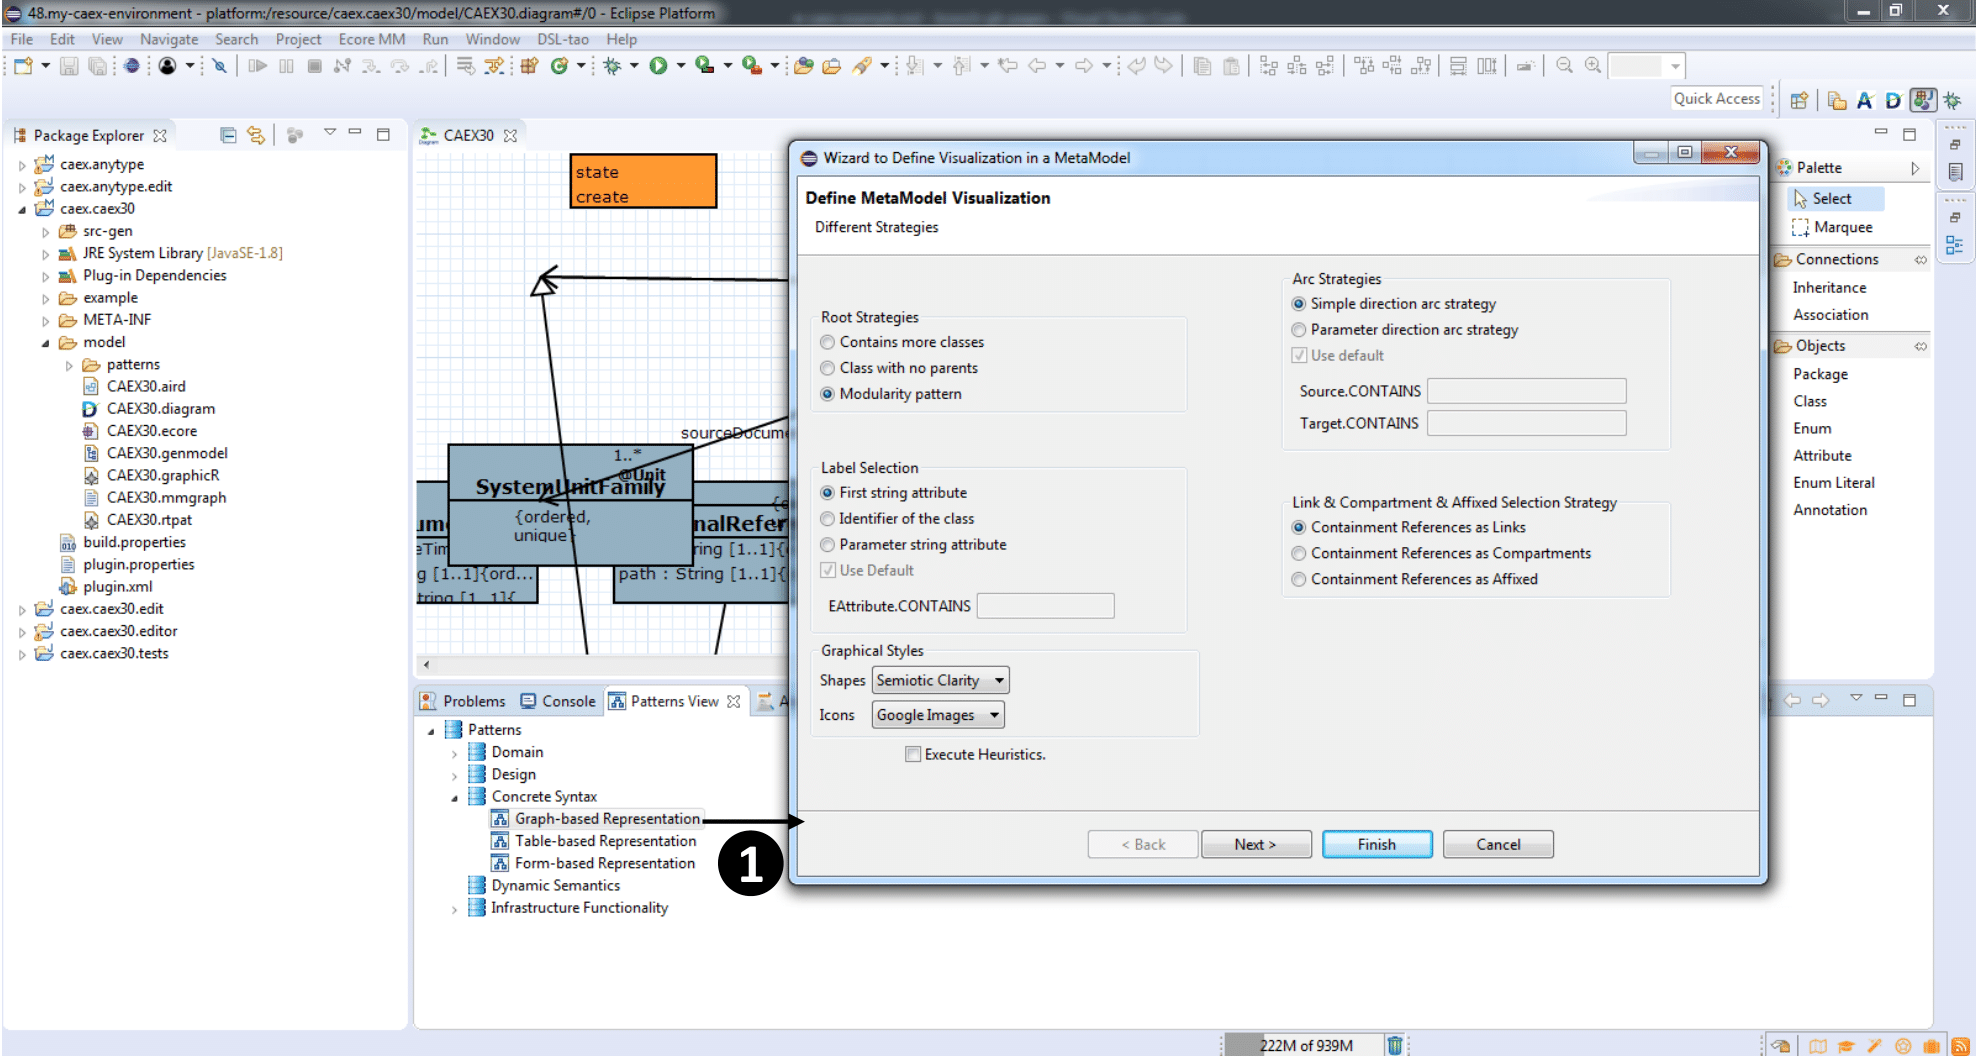 48.my-caex-environment - platform:/resource/caex.caex30/model/CAEX30.diagram#/0 - Eclipse Platform
File Edit View Navigate Search Project Ecore MM Run Window DSL-tao Help
Quick Access
Package Explorer
caex.anytype
caex.anytype.edit
caex.caex30
src-gen
JRE System Library [JavaSE-1.8]
Plug-in Dependencies
example
META-INF
model
patterns
CAEX30.aird
CAEX30.diagram
CAEX30.ecore
CAEX30.genmodel
CAEX30.graphicR
CAEX30.mmgraph
CAEX30.rtpat
build.properties
plugin.properties
plugin.xml
caex.caex30.edit
caex.caex30.editor
caex.caex30.tests
CAEX30
state
create
sourceDocume
1..*
@Unit
SystemUnitFamily
{ordered,
unique}
nalRefer
ring [1..1]{
g [1..1]{ord...
path : String [1..1]{
tring [1..1]{
Wizard to Define Visualization in a MetaModel
Define MetaModel Visualization
Different Strategies
Root Strategies
Contains more classes
Class with no parents
Modularity pattern
Label Selection
First string attribute
Identifier of the class
Parameter string attribute
Use Default
EAttribute.CONTAINS
Graphical Styles
Shapes Semiotic Clarity
Icons Google Images
Execute Heuristics.
Arc Strategies
Simple direction arc strategy
Parameter direction arc strategy
Use default
Source.CONTAINS
Target.CONTAINS
Link & Compartment & Affixed Selection Strategy
Containment References as Links
Containment References as Compartments
Containment References as Affixed
< Back Next > Finish Cancel
Palette
Select
Marquee
Connections
Inheritance
Association
Objects
Package
Class
Enum
Attribute
Enum Literal
Annotation
Problems Console Patterns View A
Patterns
Domain
Design
Concrete Syntax
Graph-based Representation
Table-based Representation
Form-based Representation
Dynamic Semantics
Infrastructure Functionality
1
222M of 939M